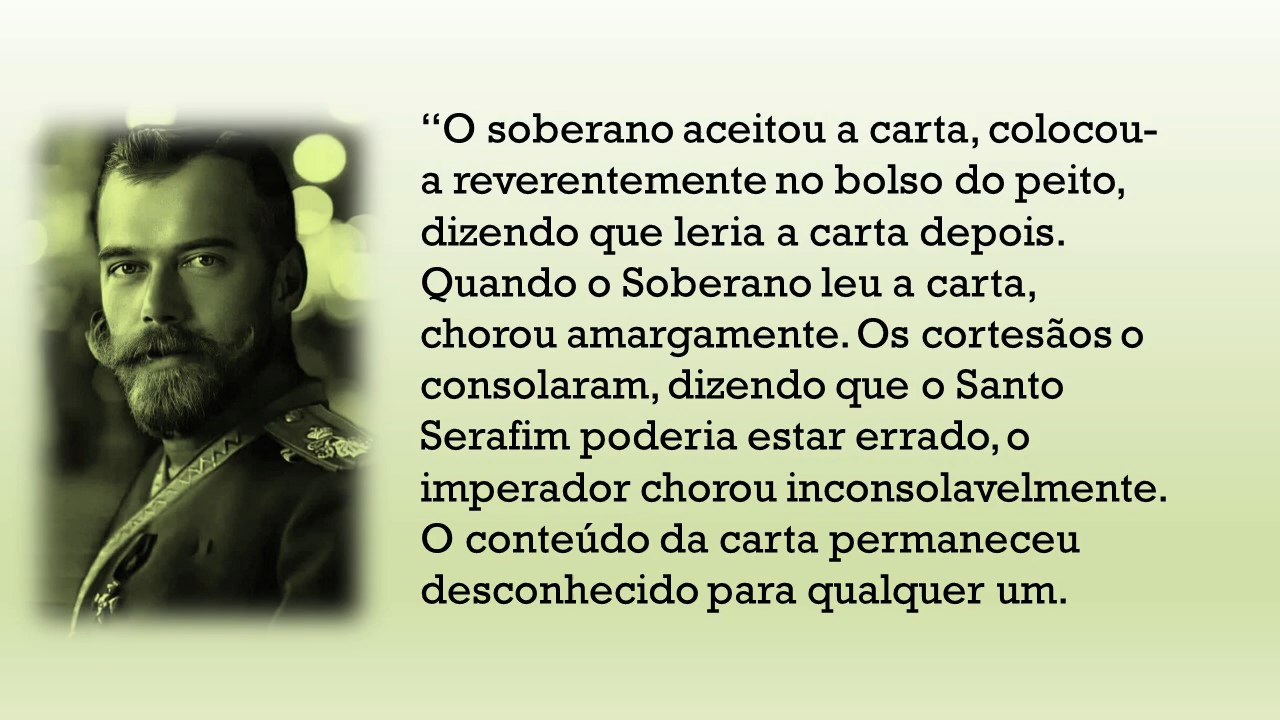 “O soberano aceitou a carta, colocou-
a reverentemente no bolso do peito,
dizendo que leria a carta depois.
Quando o Soberano leu a carta,
chorou amargamente. Os cortesãos o
consolaram, dizendo que o Santo
Serafim poderia estar errado, o
imperador chorou inconsolavelmente.
O conteúdo da carta permaneceu
desconhecido para qualquer um.